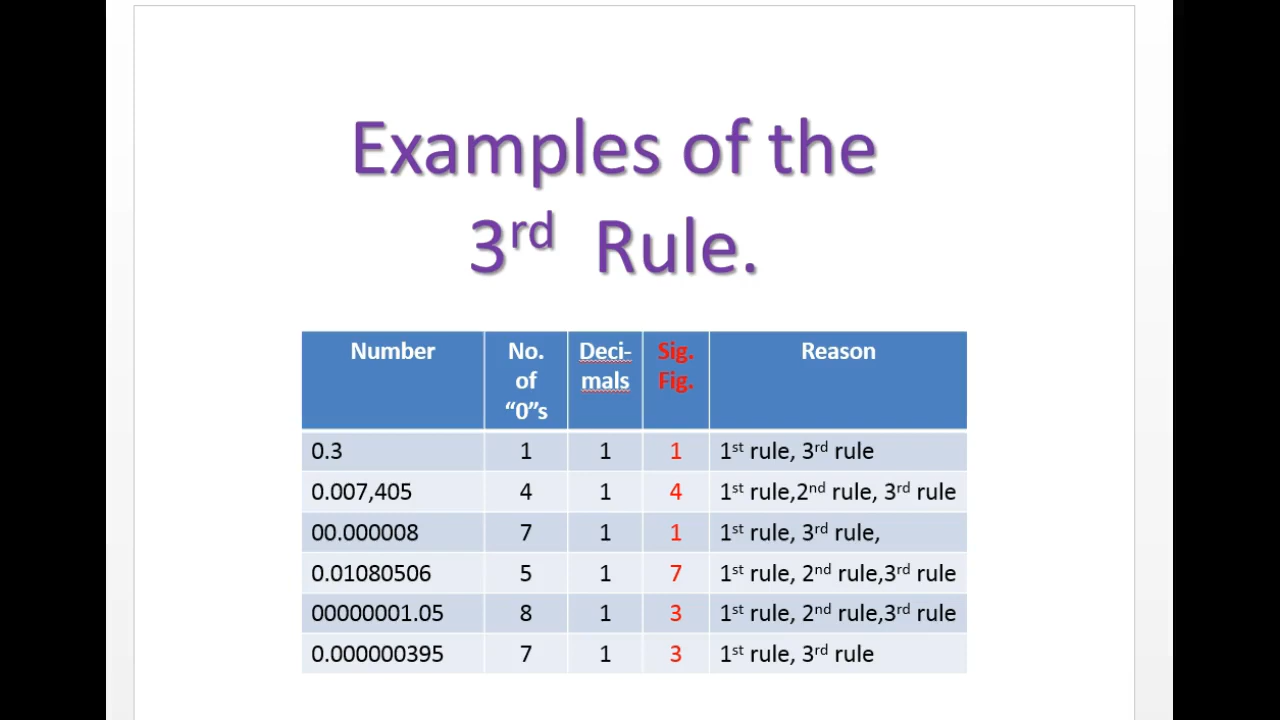 Examples of the
3rd Rule.
Number No. of "0"s Deci-mals Sig. Fig. Reason
0.3 1 1 1 1st rule, 3rd rule
0.007,405 4 1 4 1st rule,2nd rule, 3rd rule
00.000008 7 1 1 1st rule, 3rd rule,
0.01080506 5 1 7 1st rule, 2nd rule,3rd rule
00000001.05 8 1 3 1st rule, 2nd rule,3rd rule
0.000000395 7 1 3 1st rule, 3rd rule